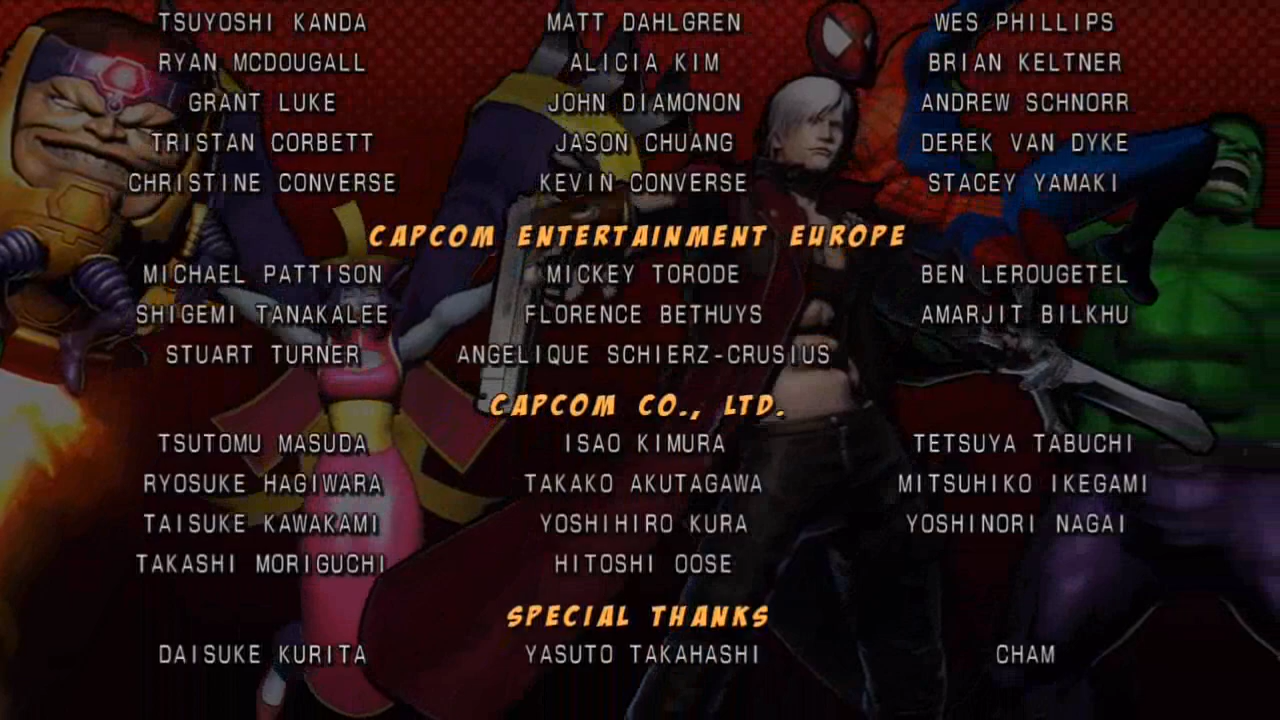 TSUYOSHI KANDA MATT DAHLGREN WES PHILLIPS
RYAN MCDOUGALL ALICIA KIM BRIAN KELTNER
GRANT LUKE JOHN DIAMONON ANDREW SCHNORR
TRISTAN CORBETT JASON CHUANG DEREK VAN DYKE
CHRISTINE CONVERSE KEVIN CONVERSE STACEY YAMAKI
CAPCOM ENTERTAINMENT EUROPE
MICHAEL PATTISON MICKEY TORODE BEN LEROUGETEL
SHIGEMI TANAKALEE FLORENCE BETHUYS AMARJIT BILKHU
STUART TURNER ANGELIQUE SCHIERZ-CRUSIUS
CAPCOM CO., LTD.
TSUTOMU MASUDA ISAO KIMURA TETSUYA TABUCHI
RYOSUKE HAGIWARA TAKAKO AKUTAGAWA MITSUHIKO IKEGAMI
TAISUKE KAWAKAMI YOSHIHIRO KURA YOSHINORI NAGAI
TAKASHI MORIGUCHI HITOSHI OOSE
SPECIAL THANKS
DAISUKE KURITA YASUTO TAKAHASHI CHAM